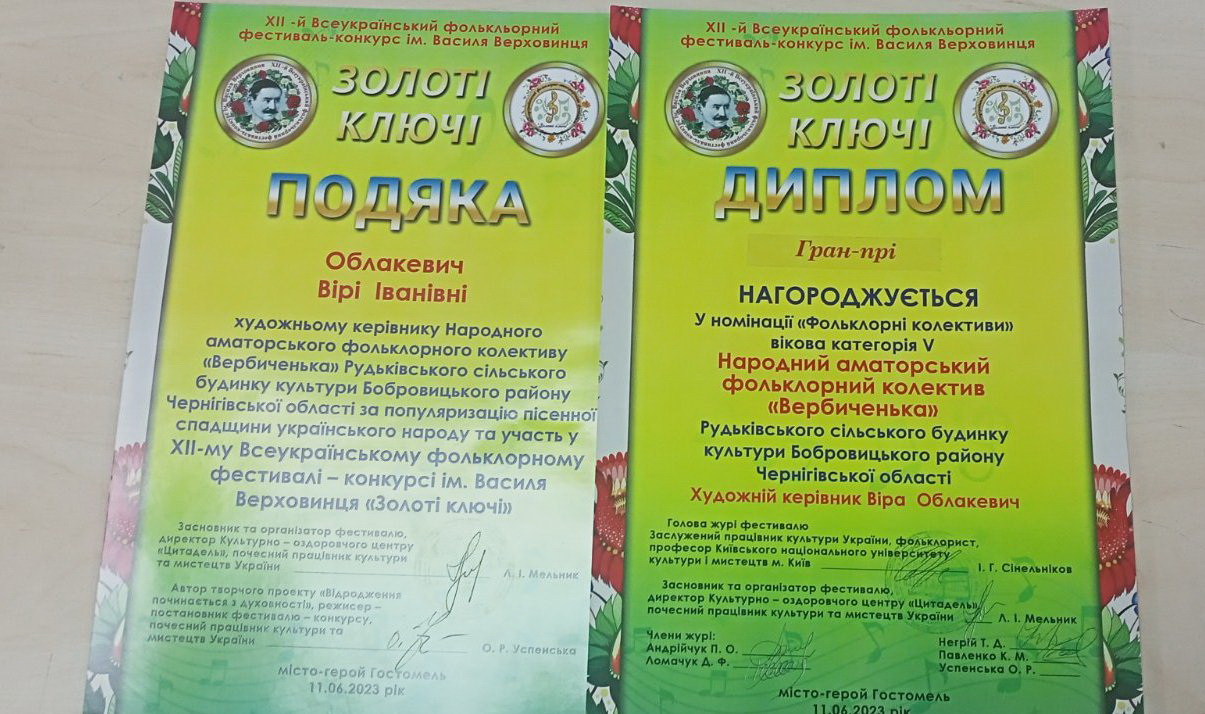 XII -й Всеукраїнський фолькльорний
фестиваль-конкурс ім. Василя Верховинця
ЗОЛОТІ
КЛЮЧІ
ПОДЯКА
Облакевич
Вірі Іванівні
художньому керівнику Народного
аматорського фольклорного колективу
«Вербиченька» Рудьківського сільського
будинку культури Бобровицького району
Чернігівської області за популяризацію пісенної
спадщини українського народу та участь у
XII-му Всеукраїнському фольклорному
фестивалі – конкурсі ім. Василя
Верховинця «Золоті ключі»
Засновник та організатор фестивалю,
директор Культурно – оздоровчого центру
«Цитадель», почесний працівник культури
та мистецтв України
Л. І. Мельник
Автор творчого проекту «Відродження
починається з духовності», режисер –
постановник фестивалю – конкурсу,
почесний працівник культури та
мистецтв України
О. Р. Успенська
місто-герой Гостомель
11.06.2023 рік
XII -й Всеукраїнський фолькльорний
фестиваль-конкурс ім. Василя Верховинця
ЗОЛОТІ
КЛЮЧІ
ДИПЛОМ
Гран-прі
НАГОРОДЖУЄТЬСЯ
У номінації «Фольклорні колективи»
вікова категорія V
Народний аматорський
фольклорний колектив
«Вербиченька»
Рудьківського сільського будинку
культури Бобровицького району
Чернігівської області
Художній керівник Віра Облакевич
Голова журі фестивалю
Заслужений працівник культури України, фольклорист,
професор Київського національного університету
культури і мистецтв м. Київ
І. Г. Сінельніков
Засновник та організатор фестивалю,
директор Культурно – оздоровчого центру «Цитадель»,
почесний працівник культури та мистецтв України
Л. І. Мельник
Члени журі:
Андрійчук П. О.
Ломачук Д. Ф.
Негрій Т. Д.
Павленко К. М.
Успенська О. Р.
місто-герой Гостомель
11.06.2023 рік